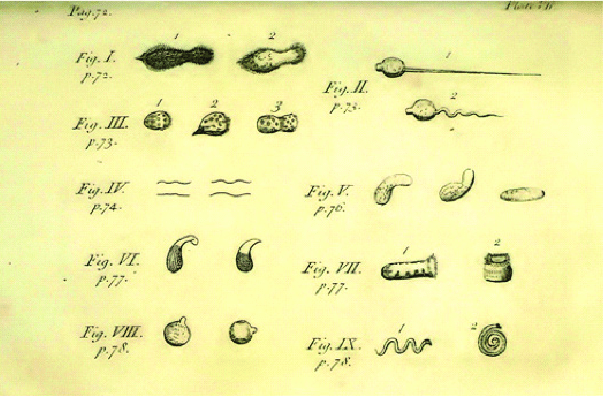 Pag. 72.
Plate
1 2
Fig. I.
p. 72.
1
Fig. II.
p. 73.
2
1 2 3
Fig. III.
p. 73.
Fig. IV.
p. 74.
Fig. V.
p. 76.
Fig. VI.
p. 77.
1 2
Fig. VII.
p. 77.
Fig. VIII.
p. 78.
1 2
Fig. IX.
p. 78.